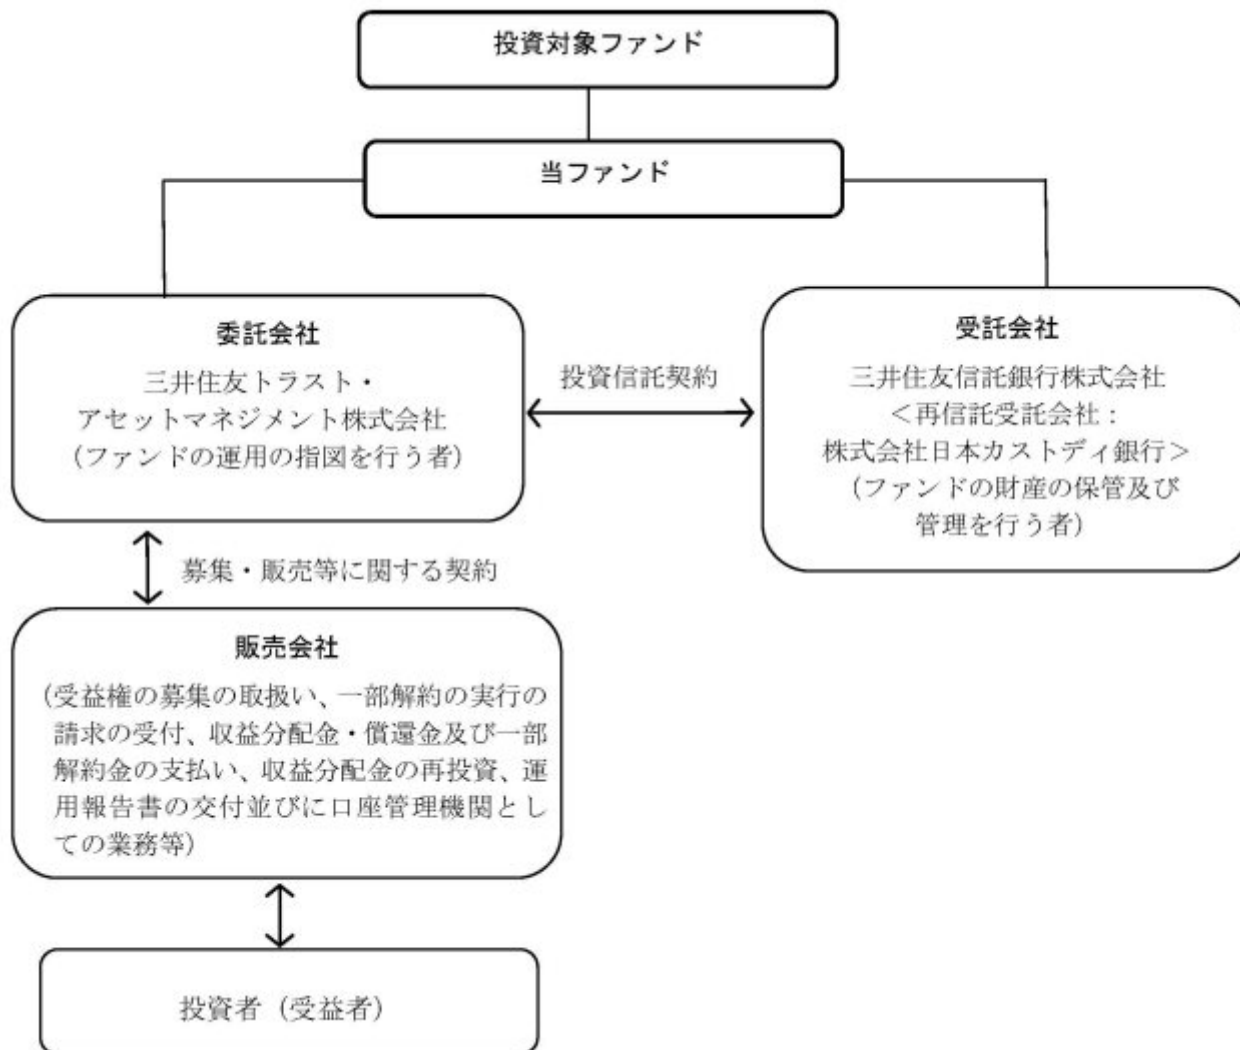 投資対象ファンド
当ファンド
委託会社
三井住友トラスト・
アセットマネジメント株式会社
（ファンドの運用の指図を行う者）
投資信託契約
受託会社
三井住友信託銀行株式会社
＜再信託受託会社：
株式会社日本カストディ銀行＞
（ファンドの財産の保管及び
管理を行う者）
募集・販売等に関する契約
販売会社
（受益権の募集の取扱い、一部解約の実行の
請求の受付、収益分配金・償還金及び一部
解約金の支払い、収益分配金の再投資、運
用報告書の交付並びに口座管理機関とし
ての業務等）
投資者（受益者）